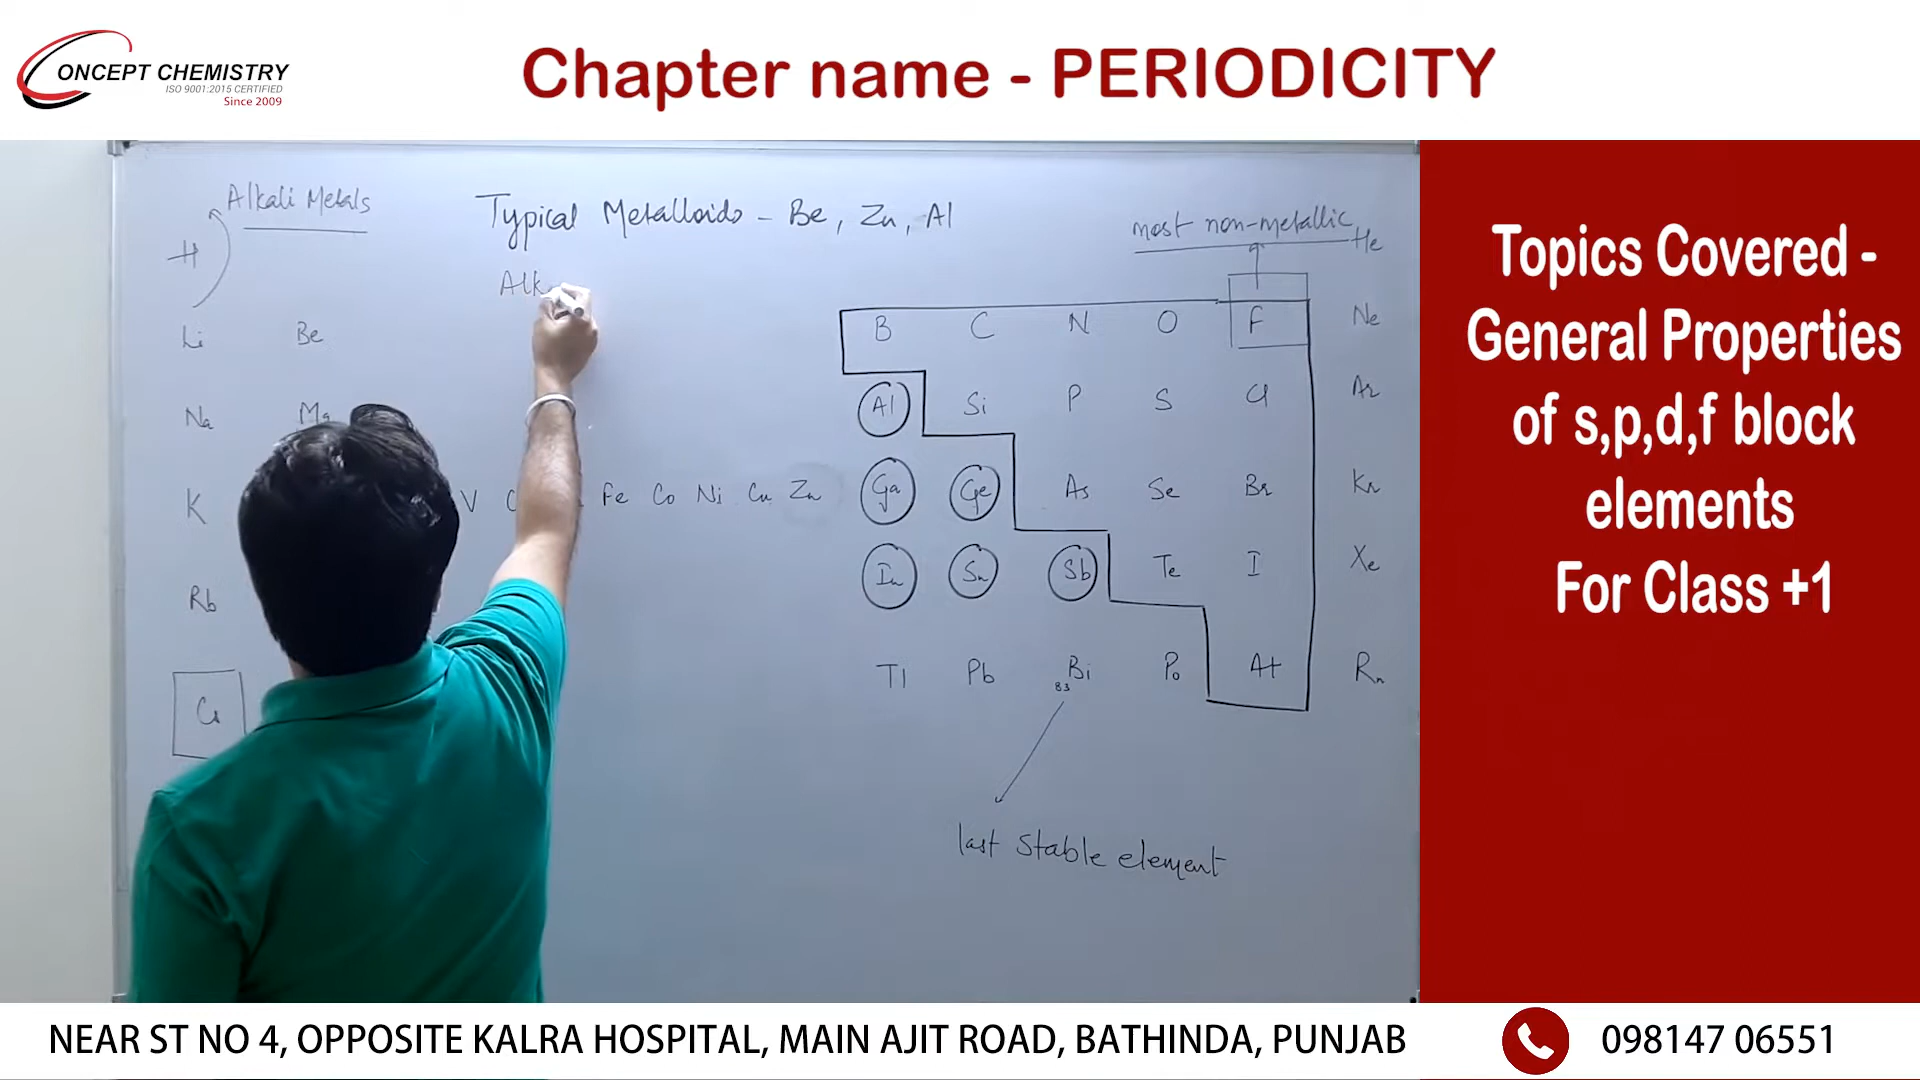 ONCEPT CHEMISTRY
ISO 9001:2015 CERTIFIED
Since 2009
Chapter name - PERIODICITY
Alkali Metals
Typical Metalloids - Be, Zn, Al
most non-metallic
H
He
Alk
Li Be B C N O F Ne
Na Mg Al Si P S Cl Ar
K V C Fe Co Ni Cu Zn Ga Ge As Se Br Kr
Rb In Sn Sb Te I Xe
Cs Tl Pb Bi Po At Rn
83
last stable element
Topics Covered -
General Properties
of s,p,d,f block
elements
For Class +1
NEAR ST NO 4, OPPOSITE KALRA HOSPITAL, MAIN AJIT ROAD, BATHINDA, PUNJAB
098147 06551